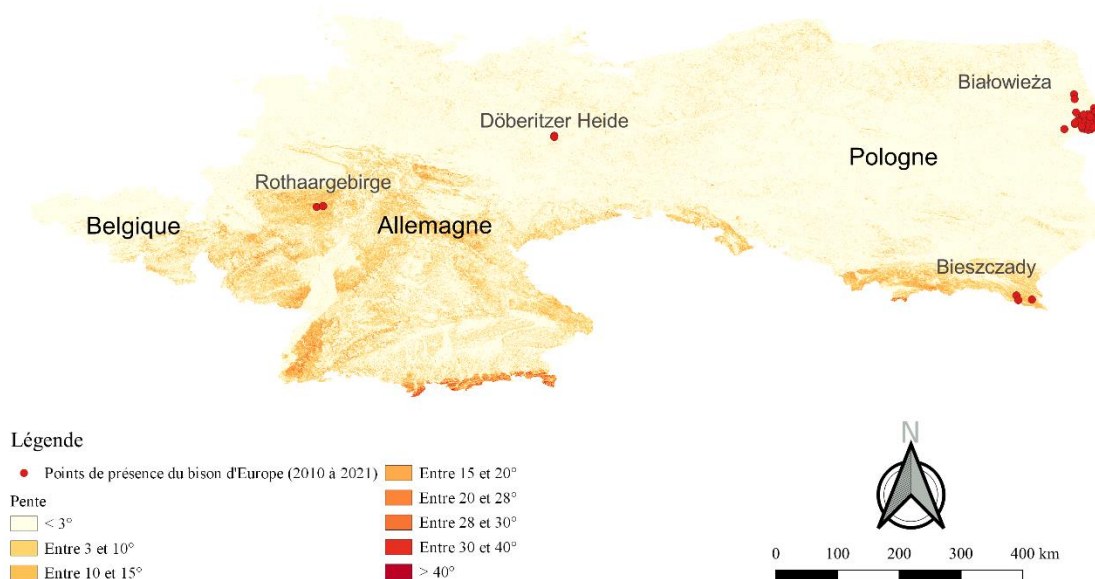 Białowieża
Döberitzer Heide
Pologne
Rothaargebirge
Belgique
Allemagne
Bieszczady
Légende
Points de présence du bison d'Europe (2010 à 2021)
Pente
< 3°
Entre 3 et 10°
Entre 10 et 15°
Entre 15 et 20°
Entre 20 et 28°
Entre 28 et 30°
Entre 30 et 40°
> 40°
N
0 100 200 300 400 km